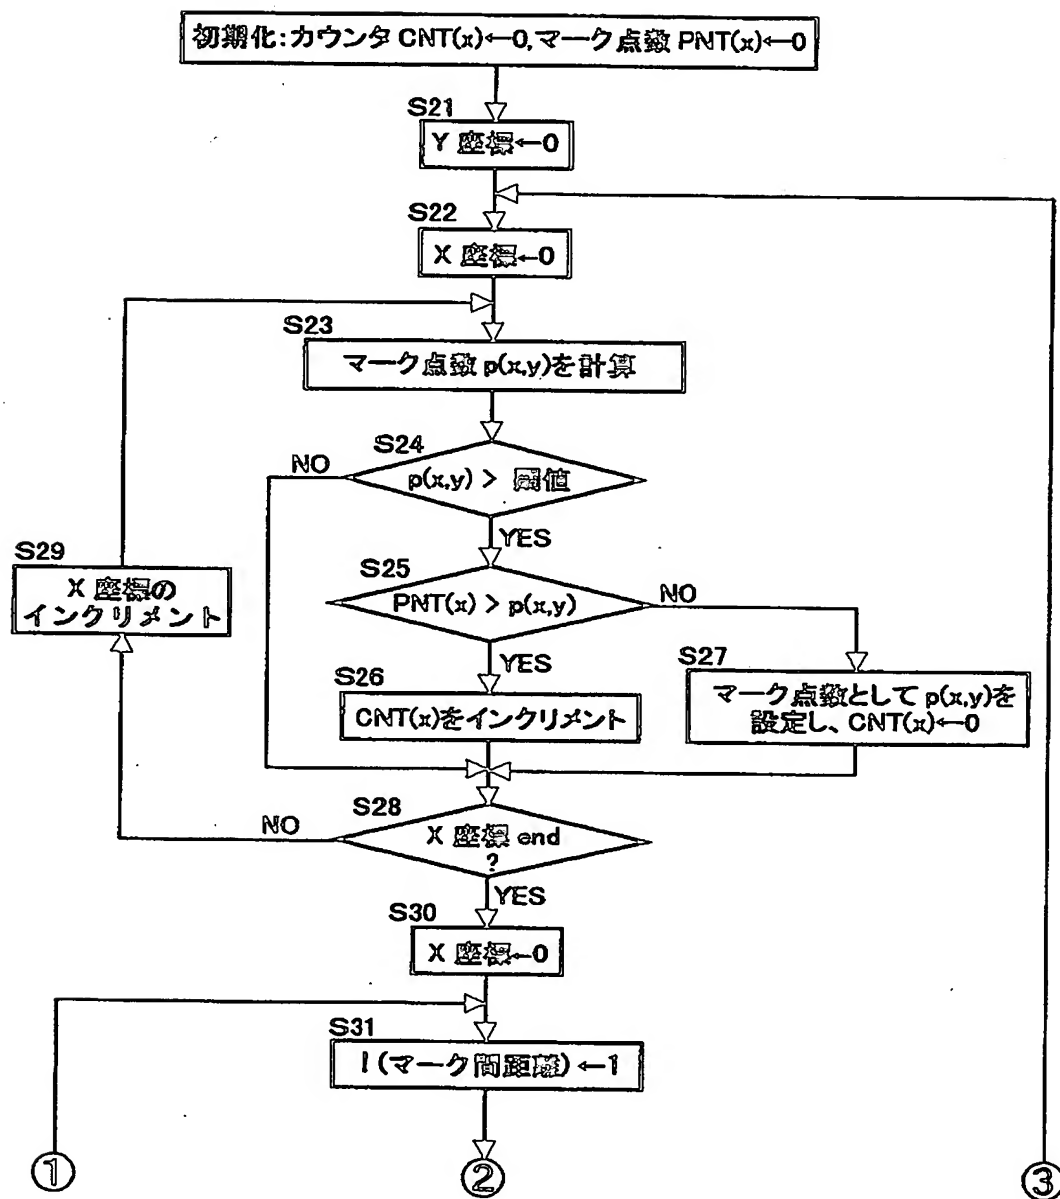 初期化:カウンタ CNT(x)←0,マーク点数 PNT(x)←0
S21
Y 座標←0
S22
X 座標←0
S23
マーク点数 p(x,y)を計算
S24
NO
p(x,y) > 閾値
YES
S25
PNT(x) > p(x,y)
NO
S29
X 座標の
インクリメント
YES
S26
CNT(x)をインクリメント
S27
マーク点数として p(x,y)を
設定し、CNT(x)←0
S28
NO
X 座標 end
?
YES
S30
X 座標←0
S31
l (マーク間距離) ←1
① ② ③